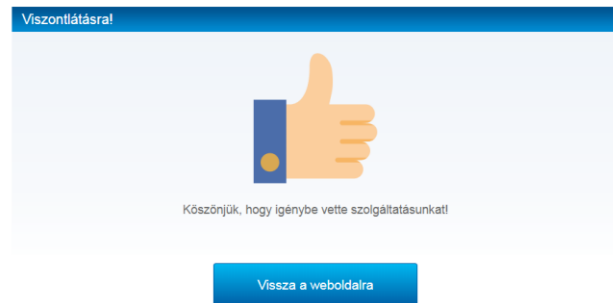 Viszontlátásra!
Köszönjük, hogy igénybe vette szolgáltatásunkat!
Vissza a weboldalra